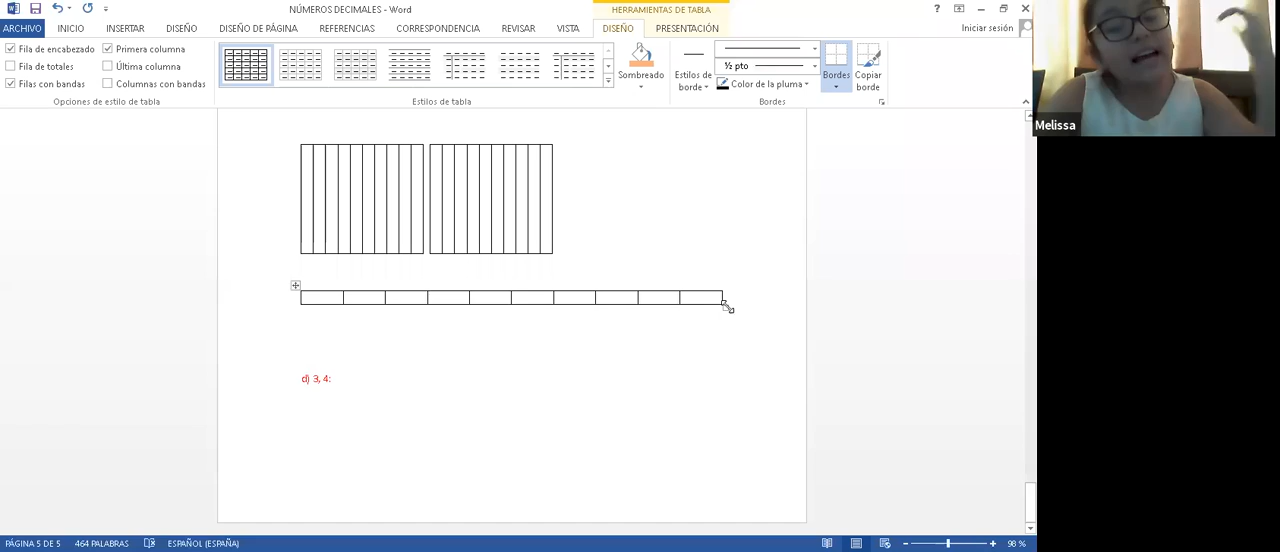 NÚMEROS DECIMALES - Word
HERRAMIENTAS DE TABLA
ARCHIVO INICIO INSERTAR DISEÑO DISEÑO DE PÁGINA REFERENCIAS CORRESPONDENCIA REVISAR VISTA DISEÑO PRESENTACIÓN Iniciar sesión
Fila de encabezado Primera columna
Fila de totales Última columna
Filas con bandas Columnas con bandas
Opciones de estilo de tabla
Estilos de tabla
Sombreado
Estilos de borde
½ pto
Color de la pluma
Bordes
Copiar borde
Bordes
Melissa
d) 3, 4:
PÁGINA 5 DE 5 464 PALABRAS ESPAÑOL (ESPAÑA) 98 %